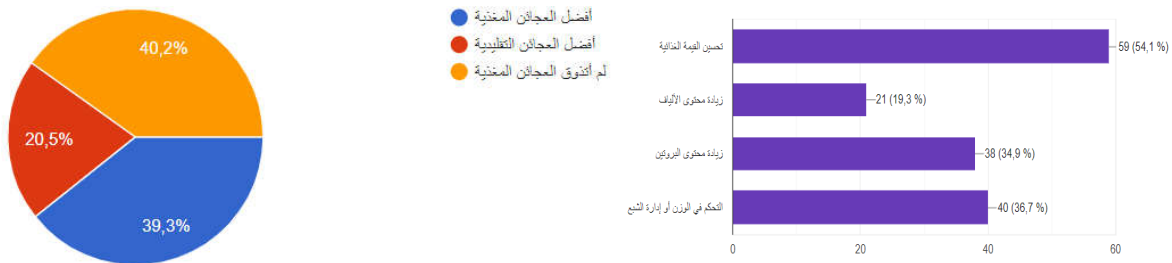 40,2%
20,5%
39,3%
أفضل العجائن المغذية
أفضل العجائن التقليدية
لم أتذوق العجائن المغذية
تحسين القيمة الغذائية
59 (54,1 %)
زيادة محتوى الألياف
21 (19,3 %)
زيادة محتوى البروتين
38 (34,9 %)
التحكم في الوزن أو إدارة الشبع
40 (36,7 %)
0
20
40
60